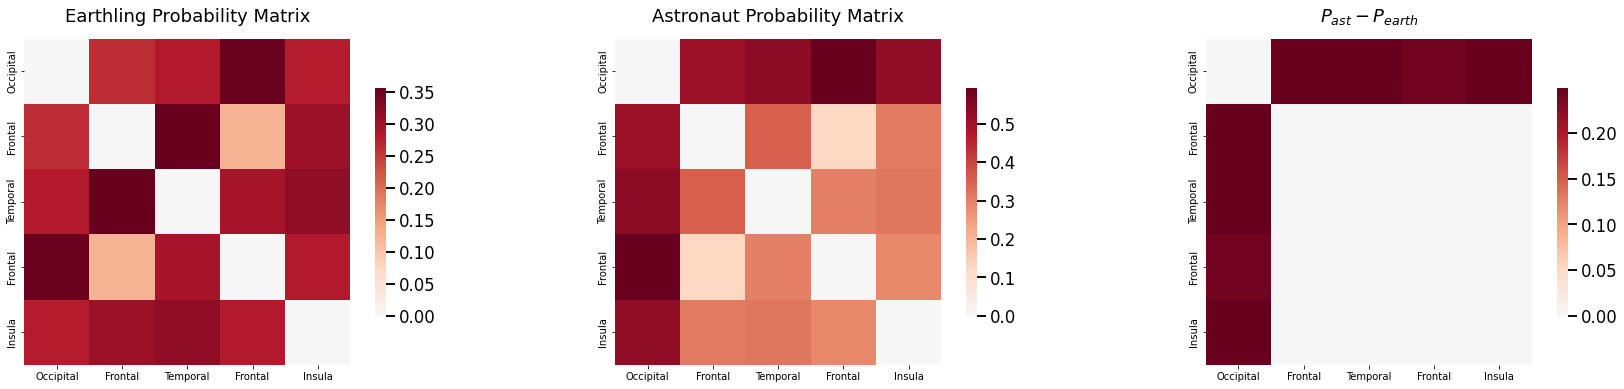 Earthling Probability Matrix
Occipital
Frontal
Temporal
Frontal
Insula
Occipital Frontal Temporal Frontal Insula
0.35
0.30
0.25
0.20
0.15
0.10
0.05
0.00
Astronaut Probability Matrix
Occipital
Frontal
Temporal
Frontal
Insula
Occipital Frontal Temporal Frontal Insula
0.5
0.4
0.3
0.2
0.1
0.0
P_ast − P_earth
Occipital
Frontal
Temporal
Frontal
Insula
Occipital Frontal Temporal Frontal Insula
0.20
0.15
0.10
0.05
0.00